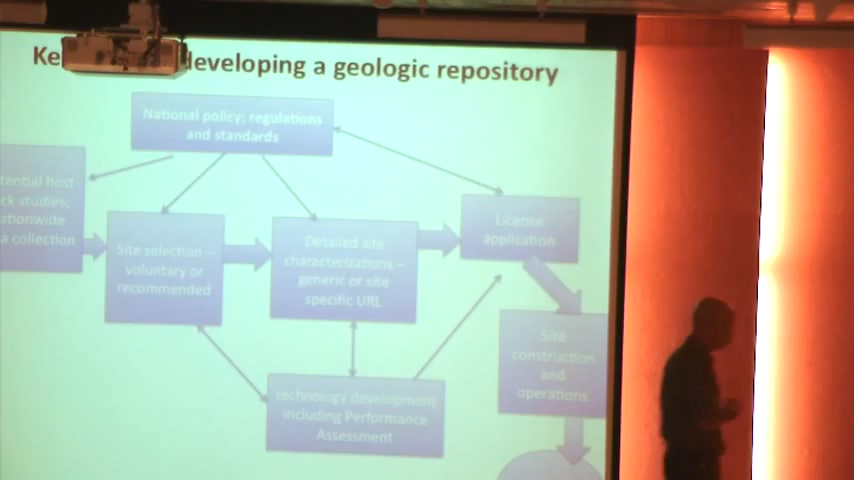 developing a geologic repository
National policy; regulations
and standards
tential host
ck studies;
ationwide
a collection
Site selection –
voluntary or
recommended
Detailed site
characterizations –
generic or site
specific URL
License
application
Site
construction
and
operations
technology development
including Performance
Assessment